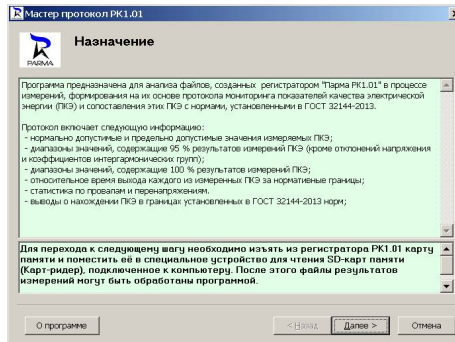 Мастер протокол РК1.01
PARMA
Назначение
Программа предназначена для анализа файлов, созданных регистратором "Парма РК1.01" в процессе
измерений, формирования на их основе протокола мониторинга показателей качества электрической
энергии (ПКЭ) и сопоставления этих ПКЭ с нормами, установленными в ГОСТ 32144-2013.
Протокол включает следующую информацию:
- нормально допустимые и предельно допустимые значения измеряемых ПКЭ;
- диапазоны значений, содержащие 95 % результатов измерений ПКЭ (кроме отклонений напряжения
и коэффициентов интергармонических групп);
- диапазоны значений, содержащие 100 % результатов измерений ПКЭ;
- относительное время выхода каждого из измеренных ПКЭ за нормативные границы;
- статистика по провалам и перенапряжениям.
- выводы о нахождении ПКЭ в границах установленных в ГОСТ 32144-2013 норм;
Для перехода к следующему шагу необходимо изъять из регистратора РК1.01 карту
памяти и поместить её в специальное устройство для чтения SD-карт памяти
(Карт-ридер), подключенное к компьютеру. После этого файлы результатов
измерений могут быть обработаны программой.
О программе
< Назад
Далее >
Отмена